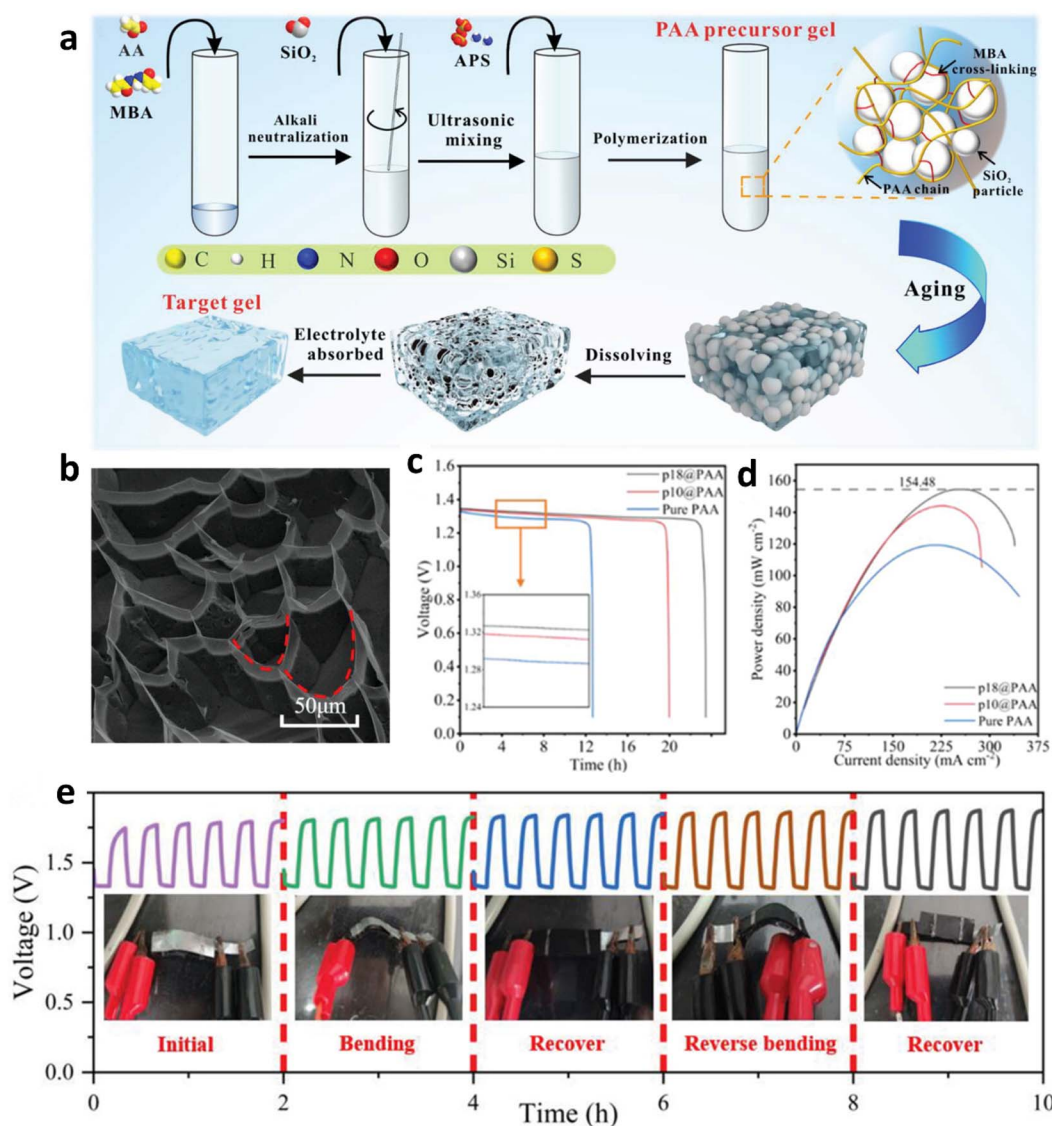 a
AA
MBA
SiO₂
APS
PAA precursor gel
MBA
cross-linking
Alkali
neutralization
Ultrasonic
mixing
Polymerization
SiO₂
particle
PAA chain
C H N O Si S
Aging
Target gel
Electrolyte
absorbed
Dissolving
b
50μm
c
Voltage (V)
1.6
1.4
1.2
1.0
0.8
0.6
0.4
0.2
0.0
p18@PAA
p10@PAA
Pure PAA
1.36
1.32
1.28
1.24
0 4 8 12 16 20
Time (h)
d
Power density (mW cm⁻²)
160
140
120
100
80
60
40
20
0
154.48
p18@PAA
p10@PAA
Pure PAA
0 75 150 225 300 375
Current density (mA cm⁻²)
e
Voltage (V)
1.5
1.0
0.5
0.0
Initial
Bending
Recover
Reverse bending
Recover
0 2 4 6 8 10
Time (h)